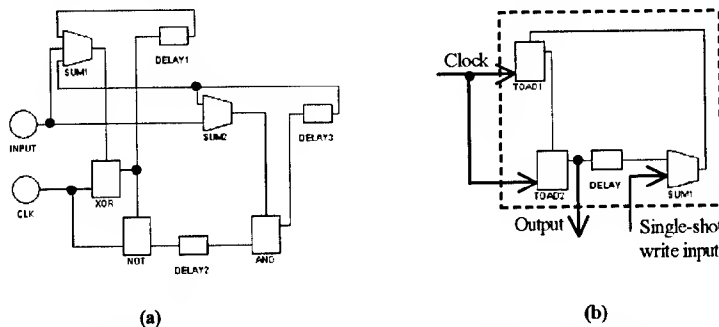 DELAY1
SUM1
SUM2
DELAY3
INPUT
CLK
XOR
NOT
DELAY2
AND
(a)
Clock
TOAD1
TOAD2
DELAY
SUM1
Output
Single-shot
write input
(b)